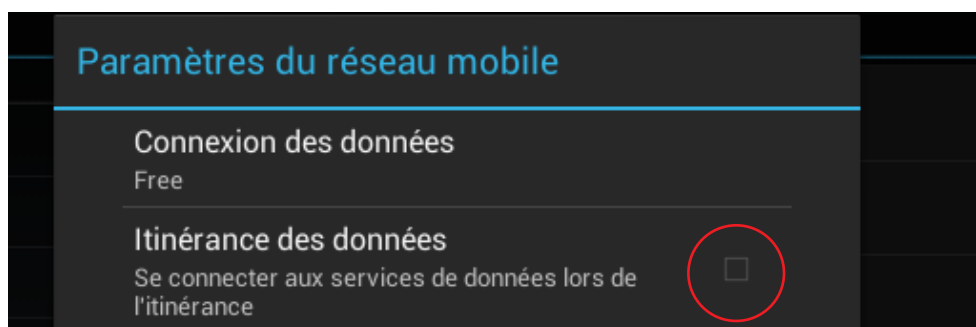 Paramètres du réseau mobile
Connexion des données
Free
Itinérance des données
Se connecter aux services de données lors de
l'itinérance